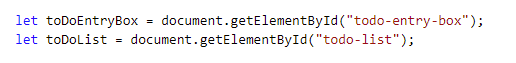 let toDoEntryBox = document.getElementById("todo-entry-box");
let toDoList = document.getElementById("todo-list");